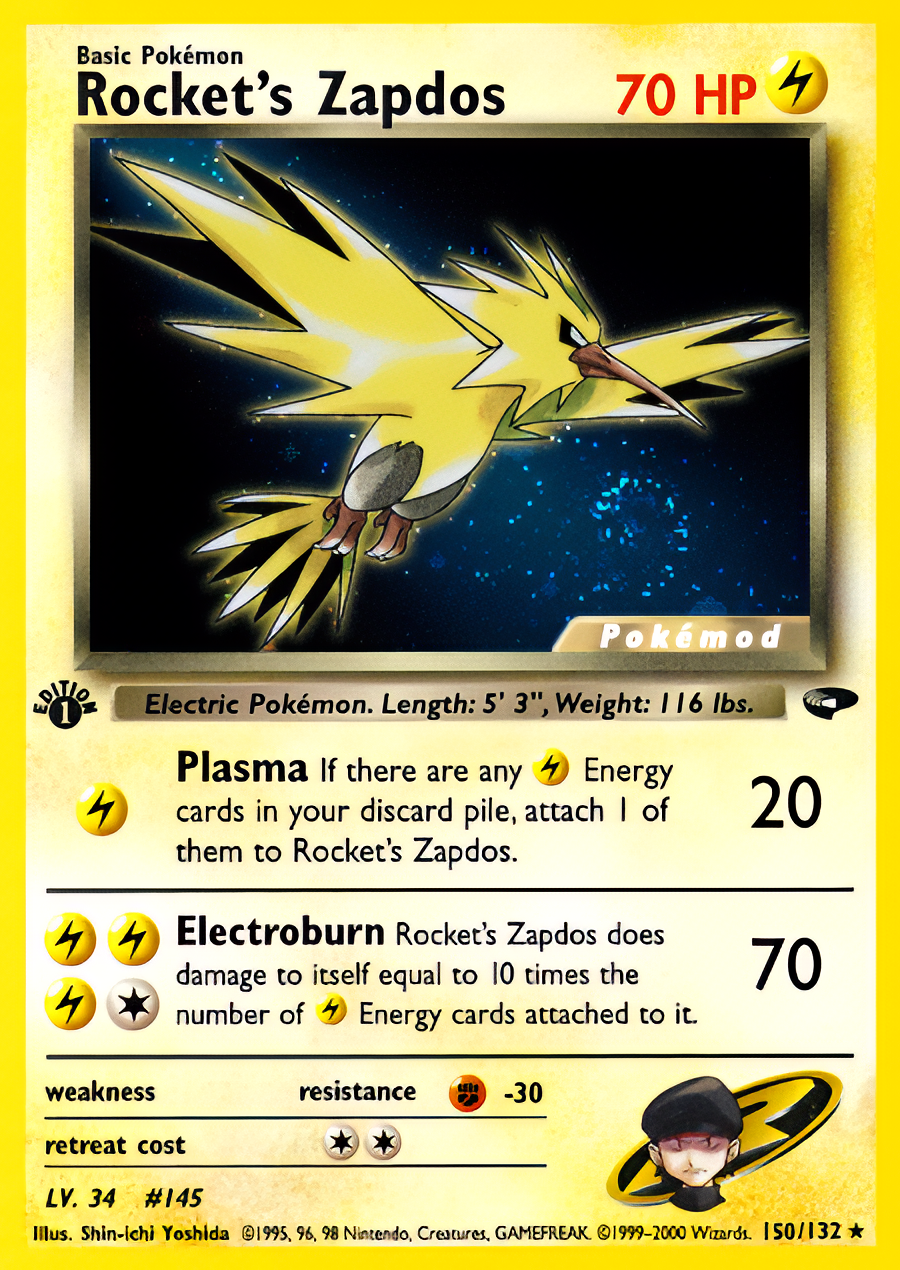 Basic Pokémon
Rocket's Zapdos 70 HP
Pokémod
EDITION 1
Electric Pokémon. Length: 5' 3", Weight: 116 lbs.
Plasma If there are any Energy
cards in your discard pile, attach 1 of
them to Rocket's Zapdos.
20
Electroburn Rocket's Zapdos does
damage to itself equal to 10 times the
number of Energy cards attached to it.
70
weakness resistance -30
retreat cost
LV. 34 #145
Illus. Shin-ichi Yoshida ©1995, 96, 98 Nintendo, Creatures, GAMEFREAK. ©1999-2000 Wizards. 150/132 ★